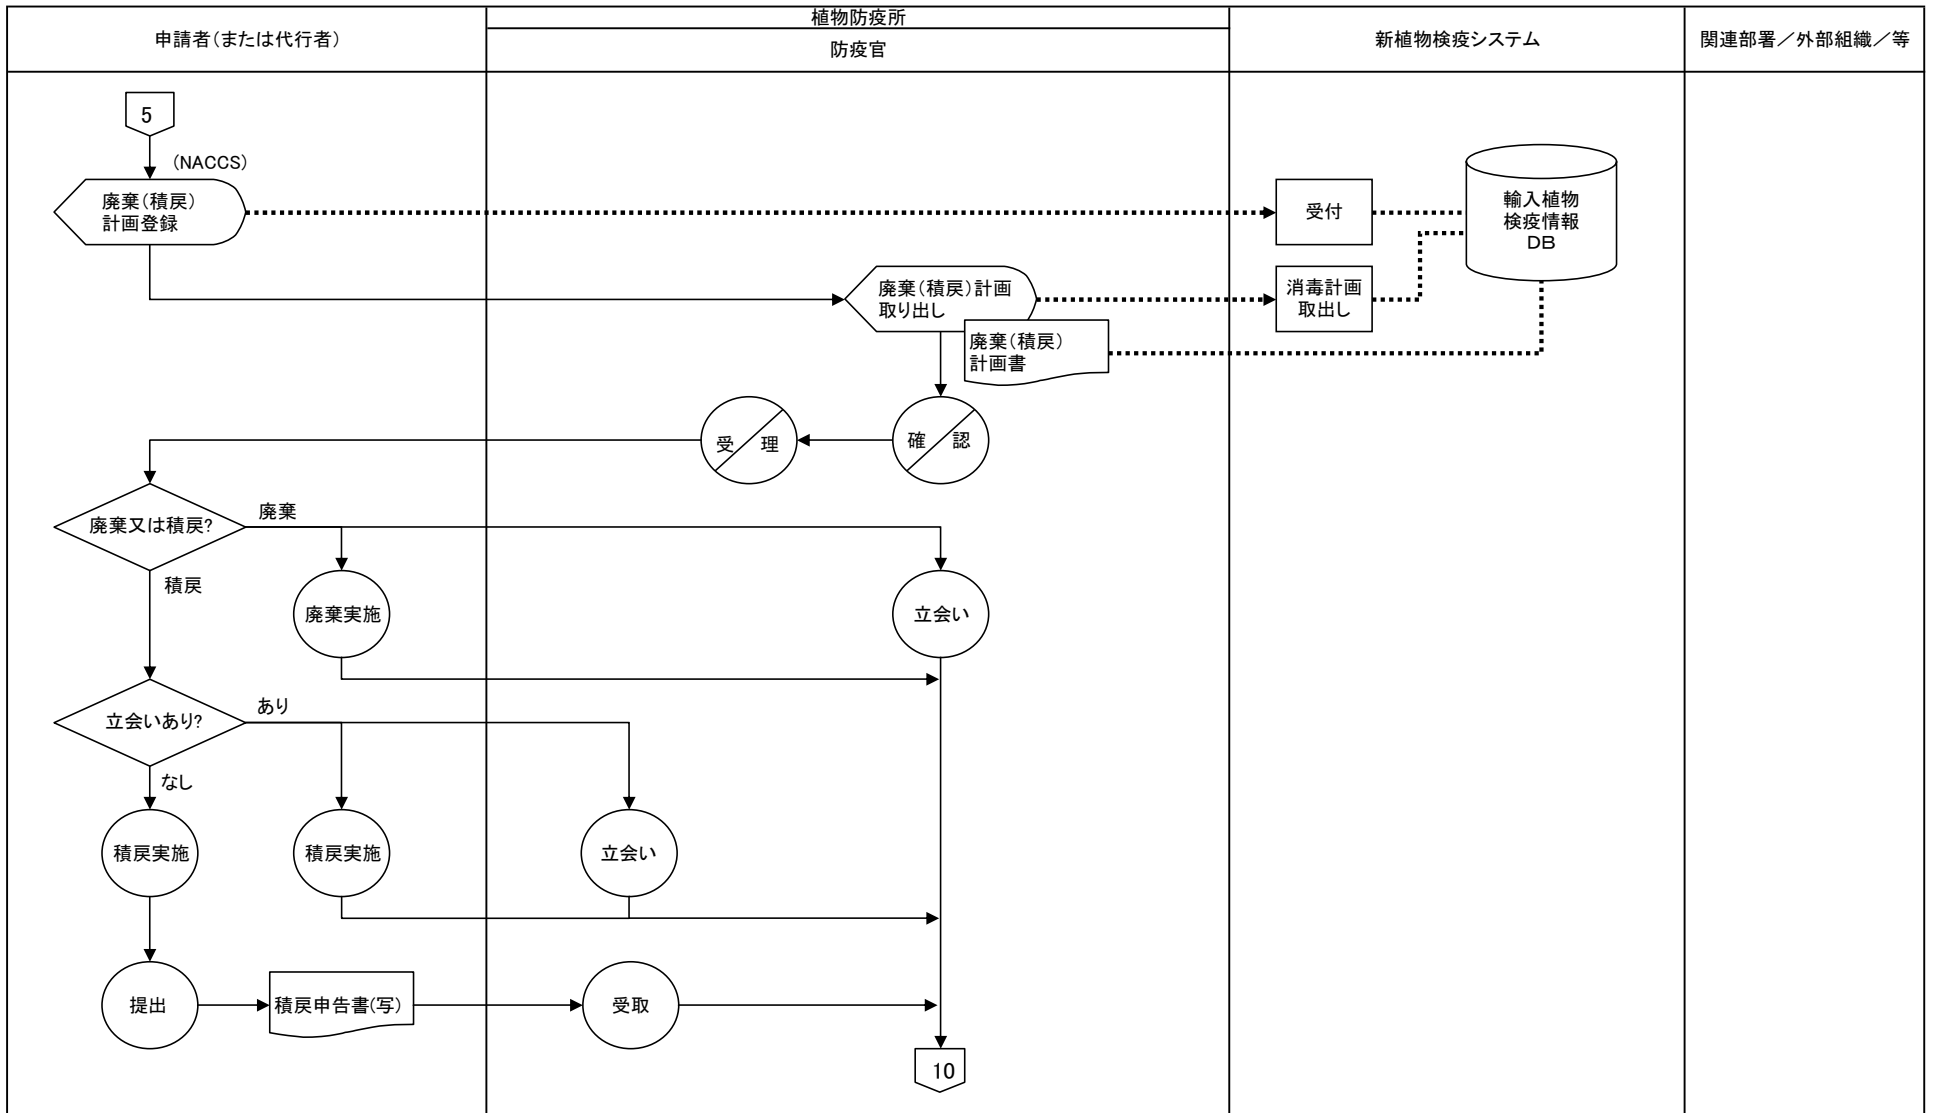 植物防疫所
申請者（または代行者）
防疫官
新植物検疫システム
関連部署／外部組織／等
5
（NACCS）
廃棄（積戻）
計画登録
受付
輸入植物
検疫情報
DB
廃棄（積戻）計画
取り出し
消毒計画
取出し
廃棄（積戻）
計画書
受理
確認
廃棄又は積戻?
廃棄
積戻
廃棄実施
立会い
立会いあり?
あり
なし
積戻実施
積戻実施
立会い
提出
積戻申告書(写)
受取
10